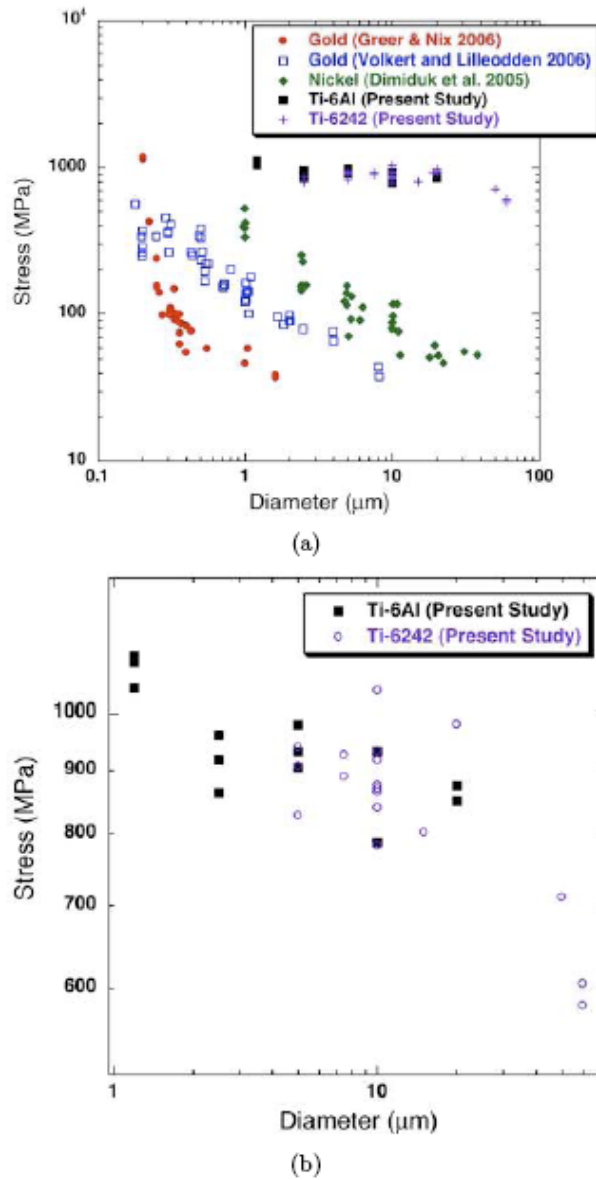 10⁴
Gold (Greer & Nix 2006)
Gold (Volkert and Lilleodden 2006)
Nickel (Dimiduk et al. 2005)
Ti-6Al (Present Study)
Ti-6242 (Present Study)
1000
100
10
Stress (MPa)
0.1 1 10 100
Diameter (μm)
(a)
Ti-6Al (Present Study)
Ti-6242 (Present Study)
1000
900
800
700
600
Stress (MPa)
1 10
Diameter (μm)
(b)